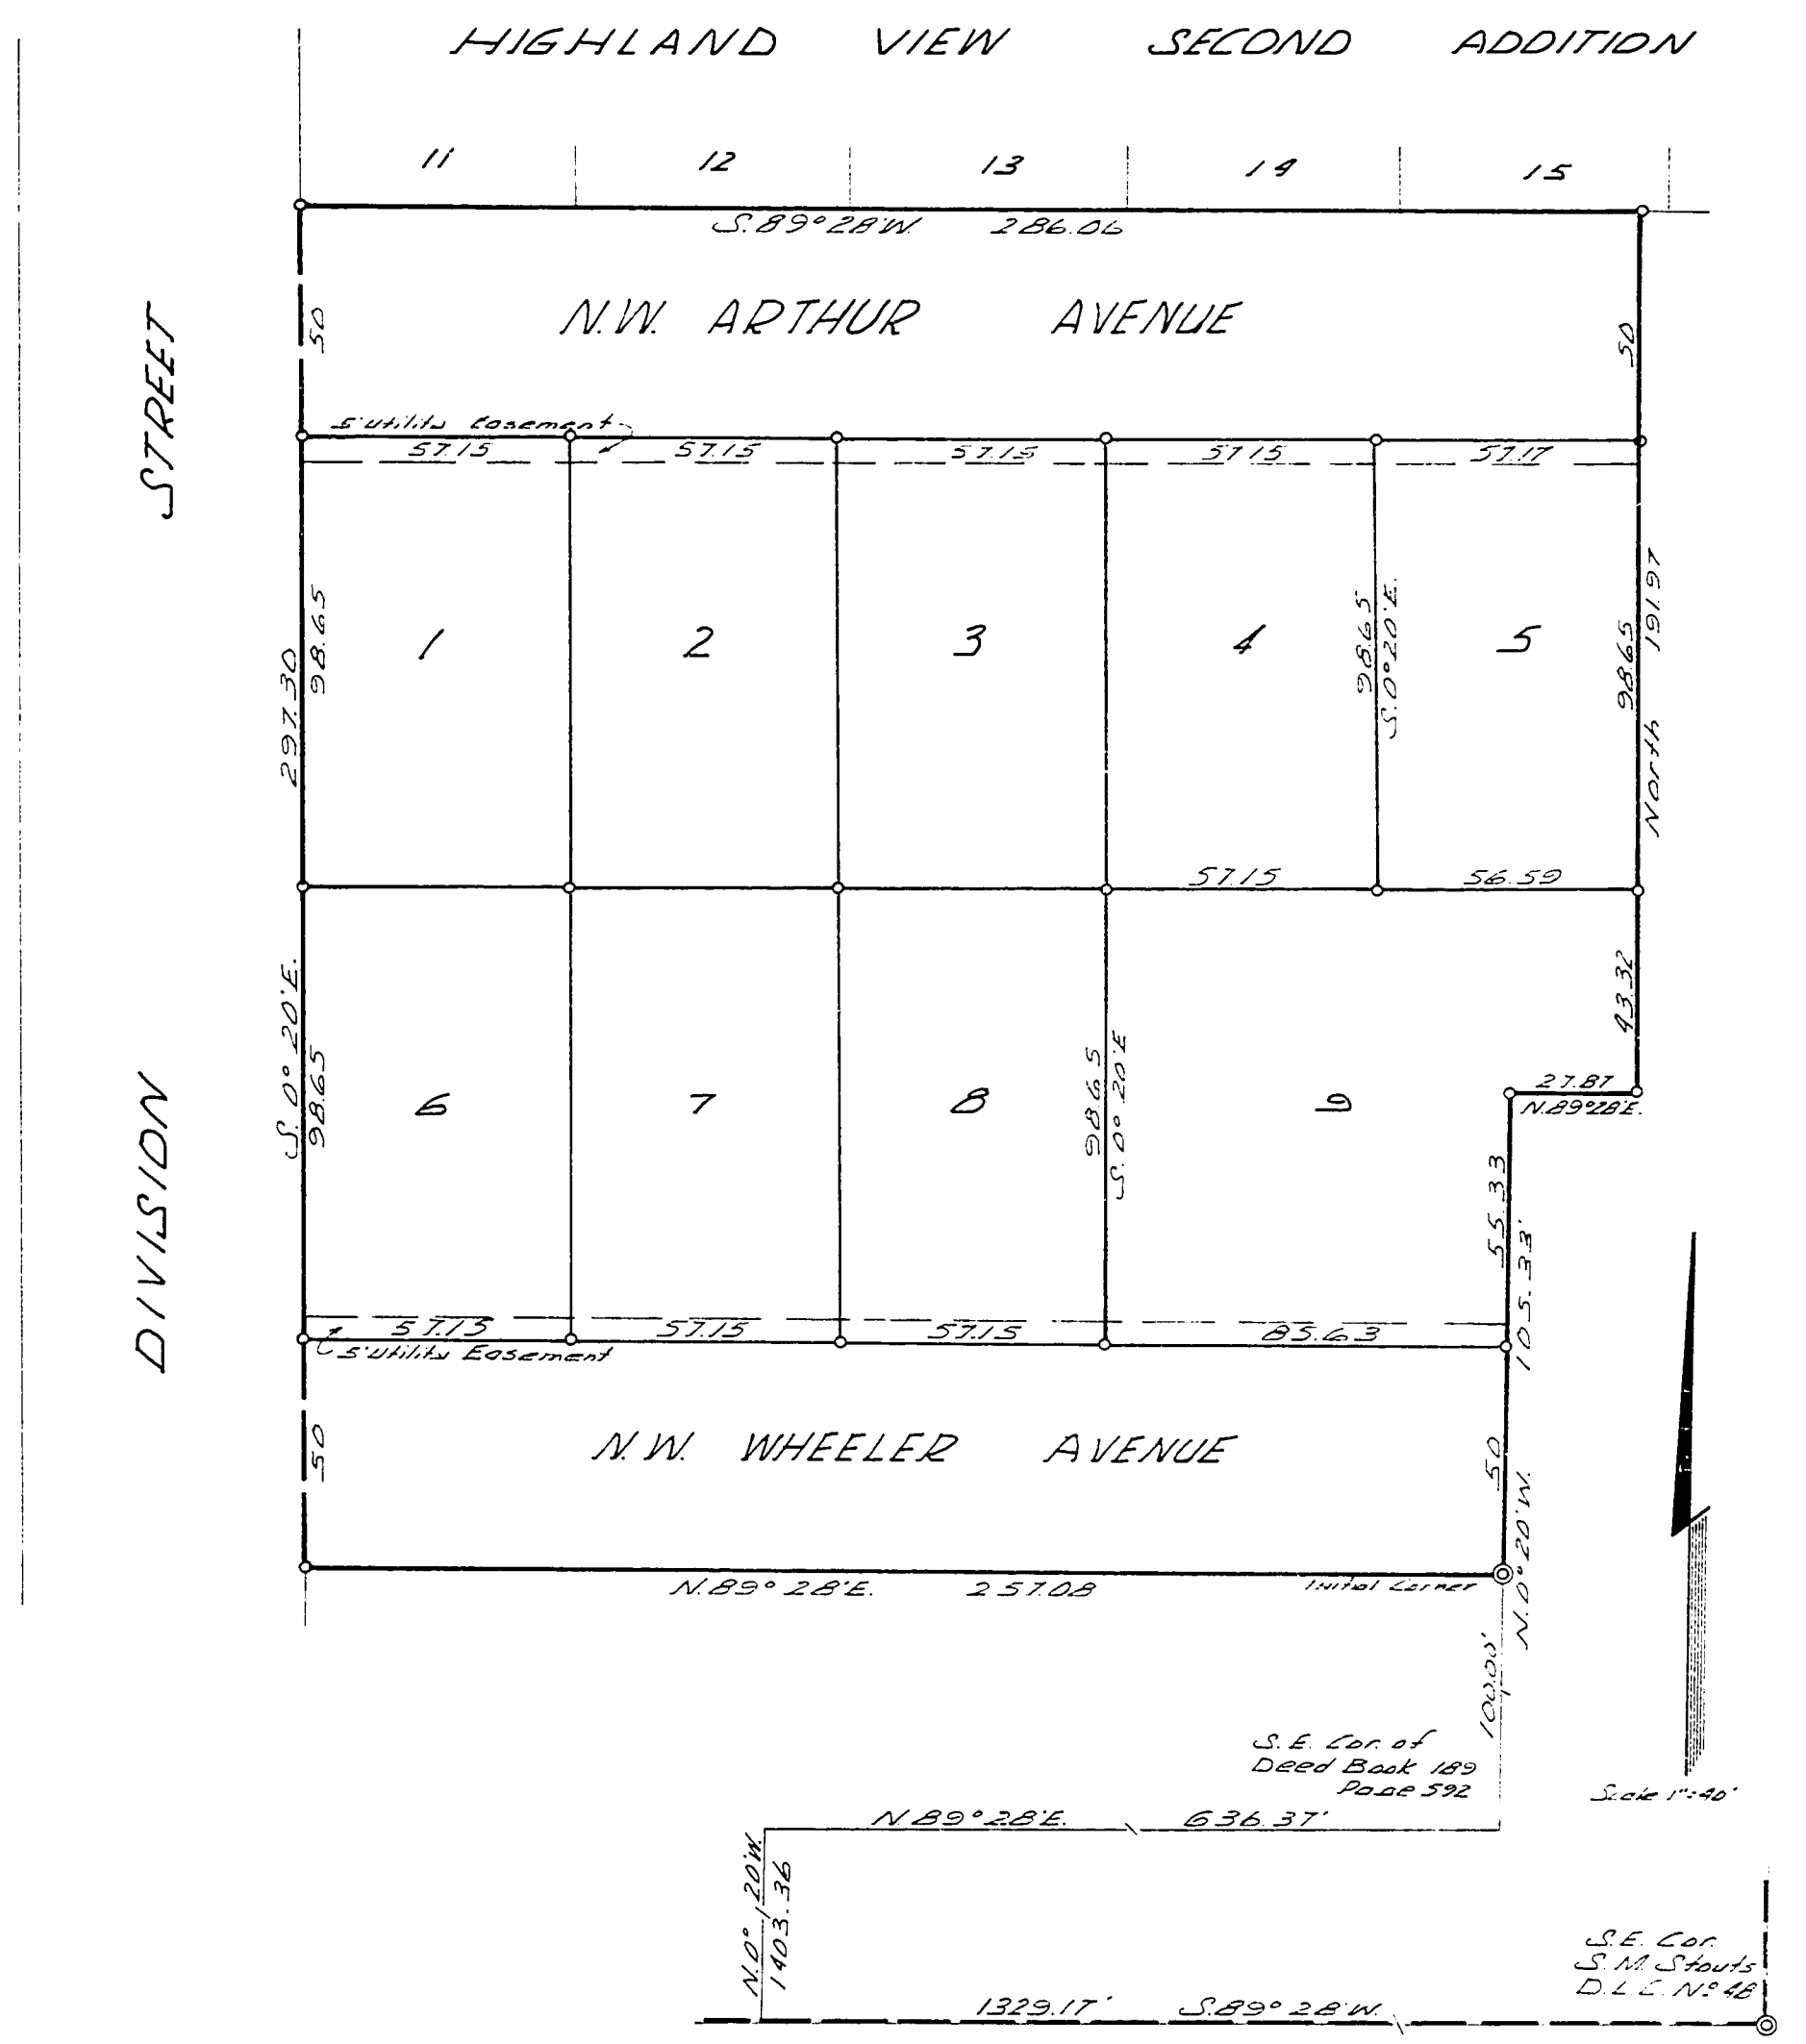 HIGHLAND VIEW SECOND ADDITION
11 12 13 14 15
S.89°28'W. 286.06
N.W. ARTHUR AVENUE
50
50
STREET
5' utility Easement
57.15 57.15 57.15 57.15 57.17
1 2 3 4 5
98.65
297.30
98.65
S.0°20'E.
98.65
North 191.97
57.15 56.59
S. 0° 20'E.
98.65
6 7 8 9
98.65
S.0° 20'E
43.32
27.87
N.89°28'E.
55.33
105.33'
DIVISION
57.15 57.15 57.15 85.63
5' utility Easement
50
N.W. WHEELER AVENUE
50
N.0° 20'W.
N.89° 28'E. 257.08
Initial Corner
100.00'
S.E. Cor. of
Deed Book 189
Page 592
Scale 1":40'
N.89°28'E. 636.37'
N.0° 20'W.
1403.36
S.E. Cor.
S.M. Stouts
D.L.C. Nº 48
1329.17' S.89° 28'W.